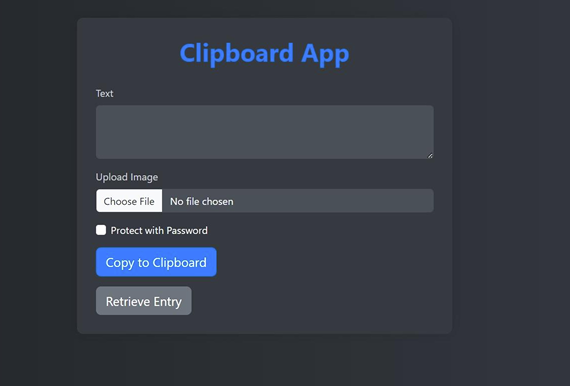 Clipboard App
Text
Upload Image
Choose File No file chosen
Protect with Password
Copy to Clipboard
Retrieve Entry